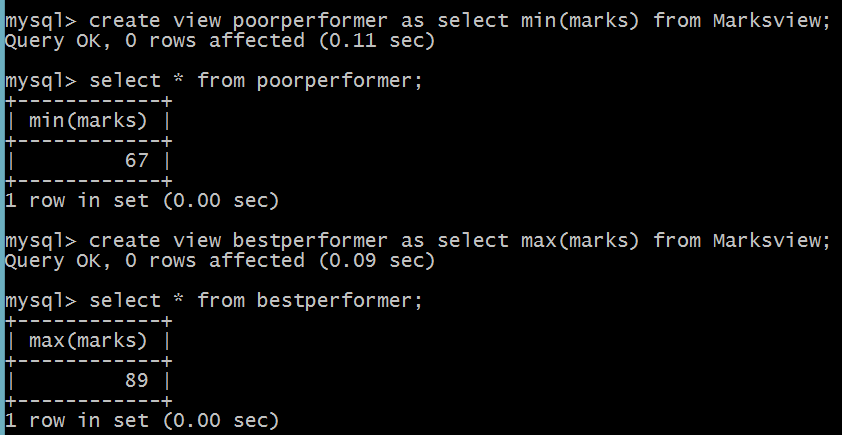 mysql> create view poorperformer as select min(marks) from Marksview;
Query OK, 0 rows affected (0.11 sec)
mysql> select * from poorperformer;
+------------+
| min(marks) |
+------------+
|         67 |
+------------+
1 row in set (0.00 sec)
mysql> create view bestperformer as select max(marks) from Marksview;
Query OK, 0 rows affected (0.09 sec)
mysql> select * from bestperformer;
+------------+
| max(marks) |
+------------+
|         89 |
+------------+
1 row in set (0.00 sec)